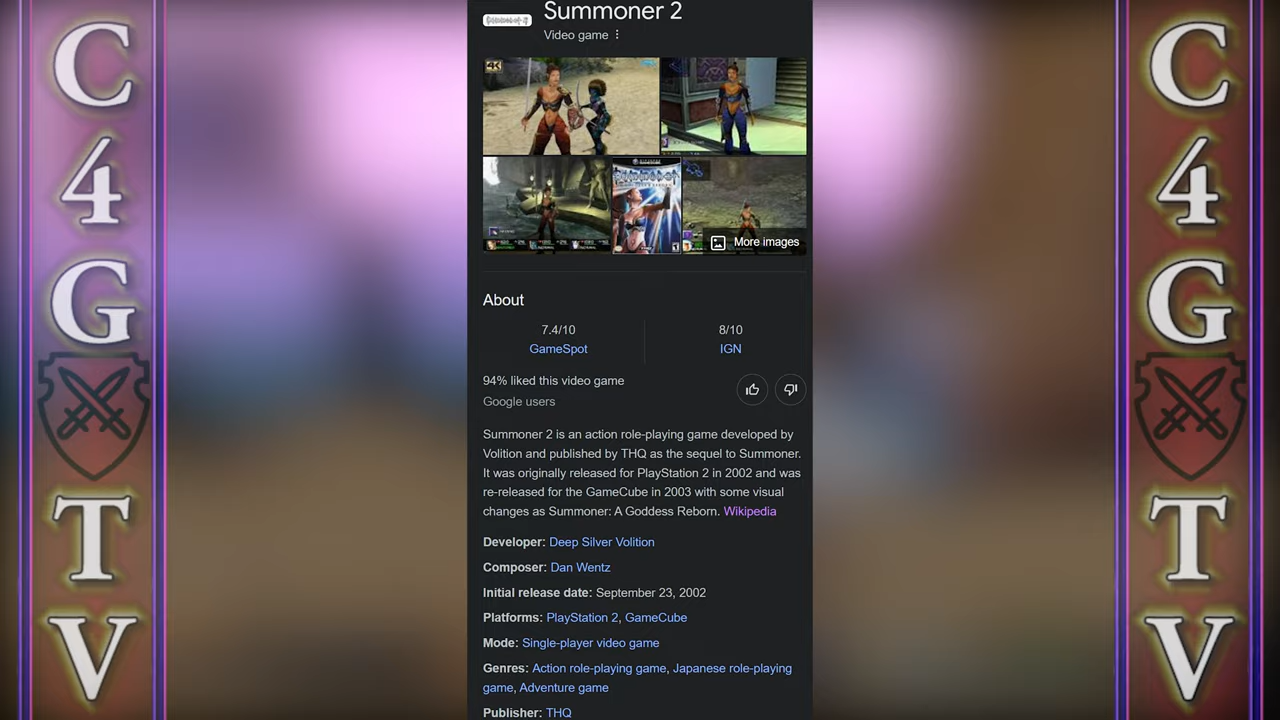 Summoner 2
Video game
4K
More images
About
7.4/10
GameSpot
8/10
IGN
94% liked this video game
Google users
Summoner 2 is an action role-playing game developed by
Volition and published by THQ as the sequel to Summoner.
It was originally released for PlayStation 2 in 2002 and was
re-released for the GameCube in 2003 with some visual
changes as Summoner: A Goddess Reborn. Wikipedia
Developer: Deep Silver Volition
Composer: Dan Wentz
Initial release date: September 23, 2002
Platforms: PlayStation 2, GameCube
Mode: Single-player video game
Genres: Action role-playing game, Japanese role-playing
game, Adventure game
Publisher: THQ
C4G
TV
C4G
TV